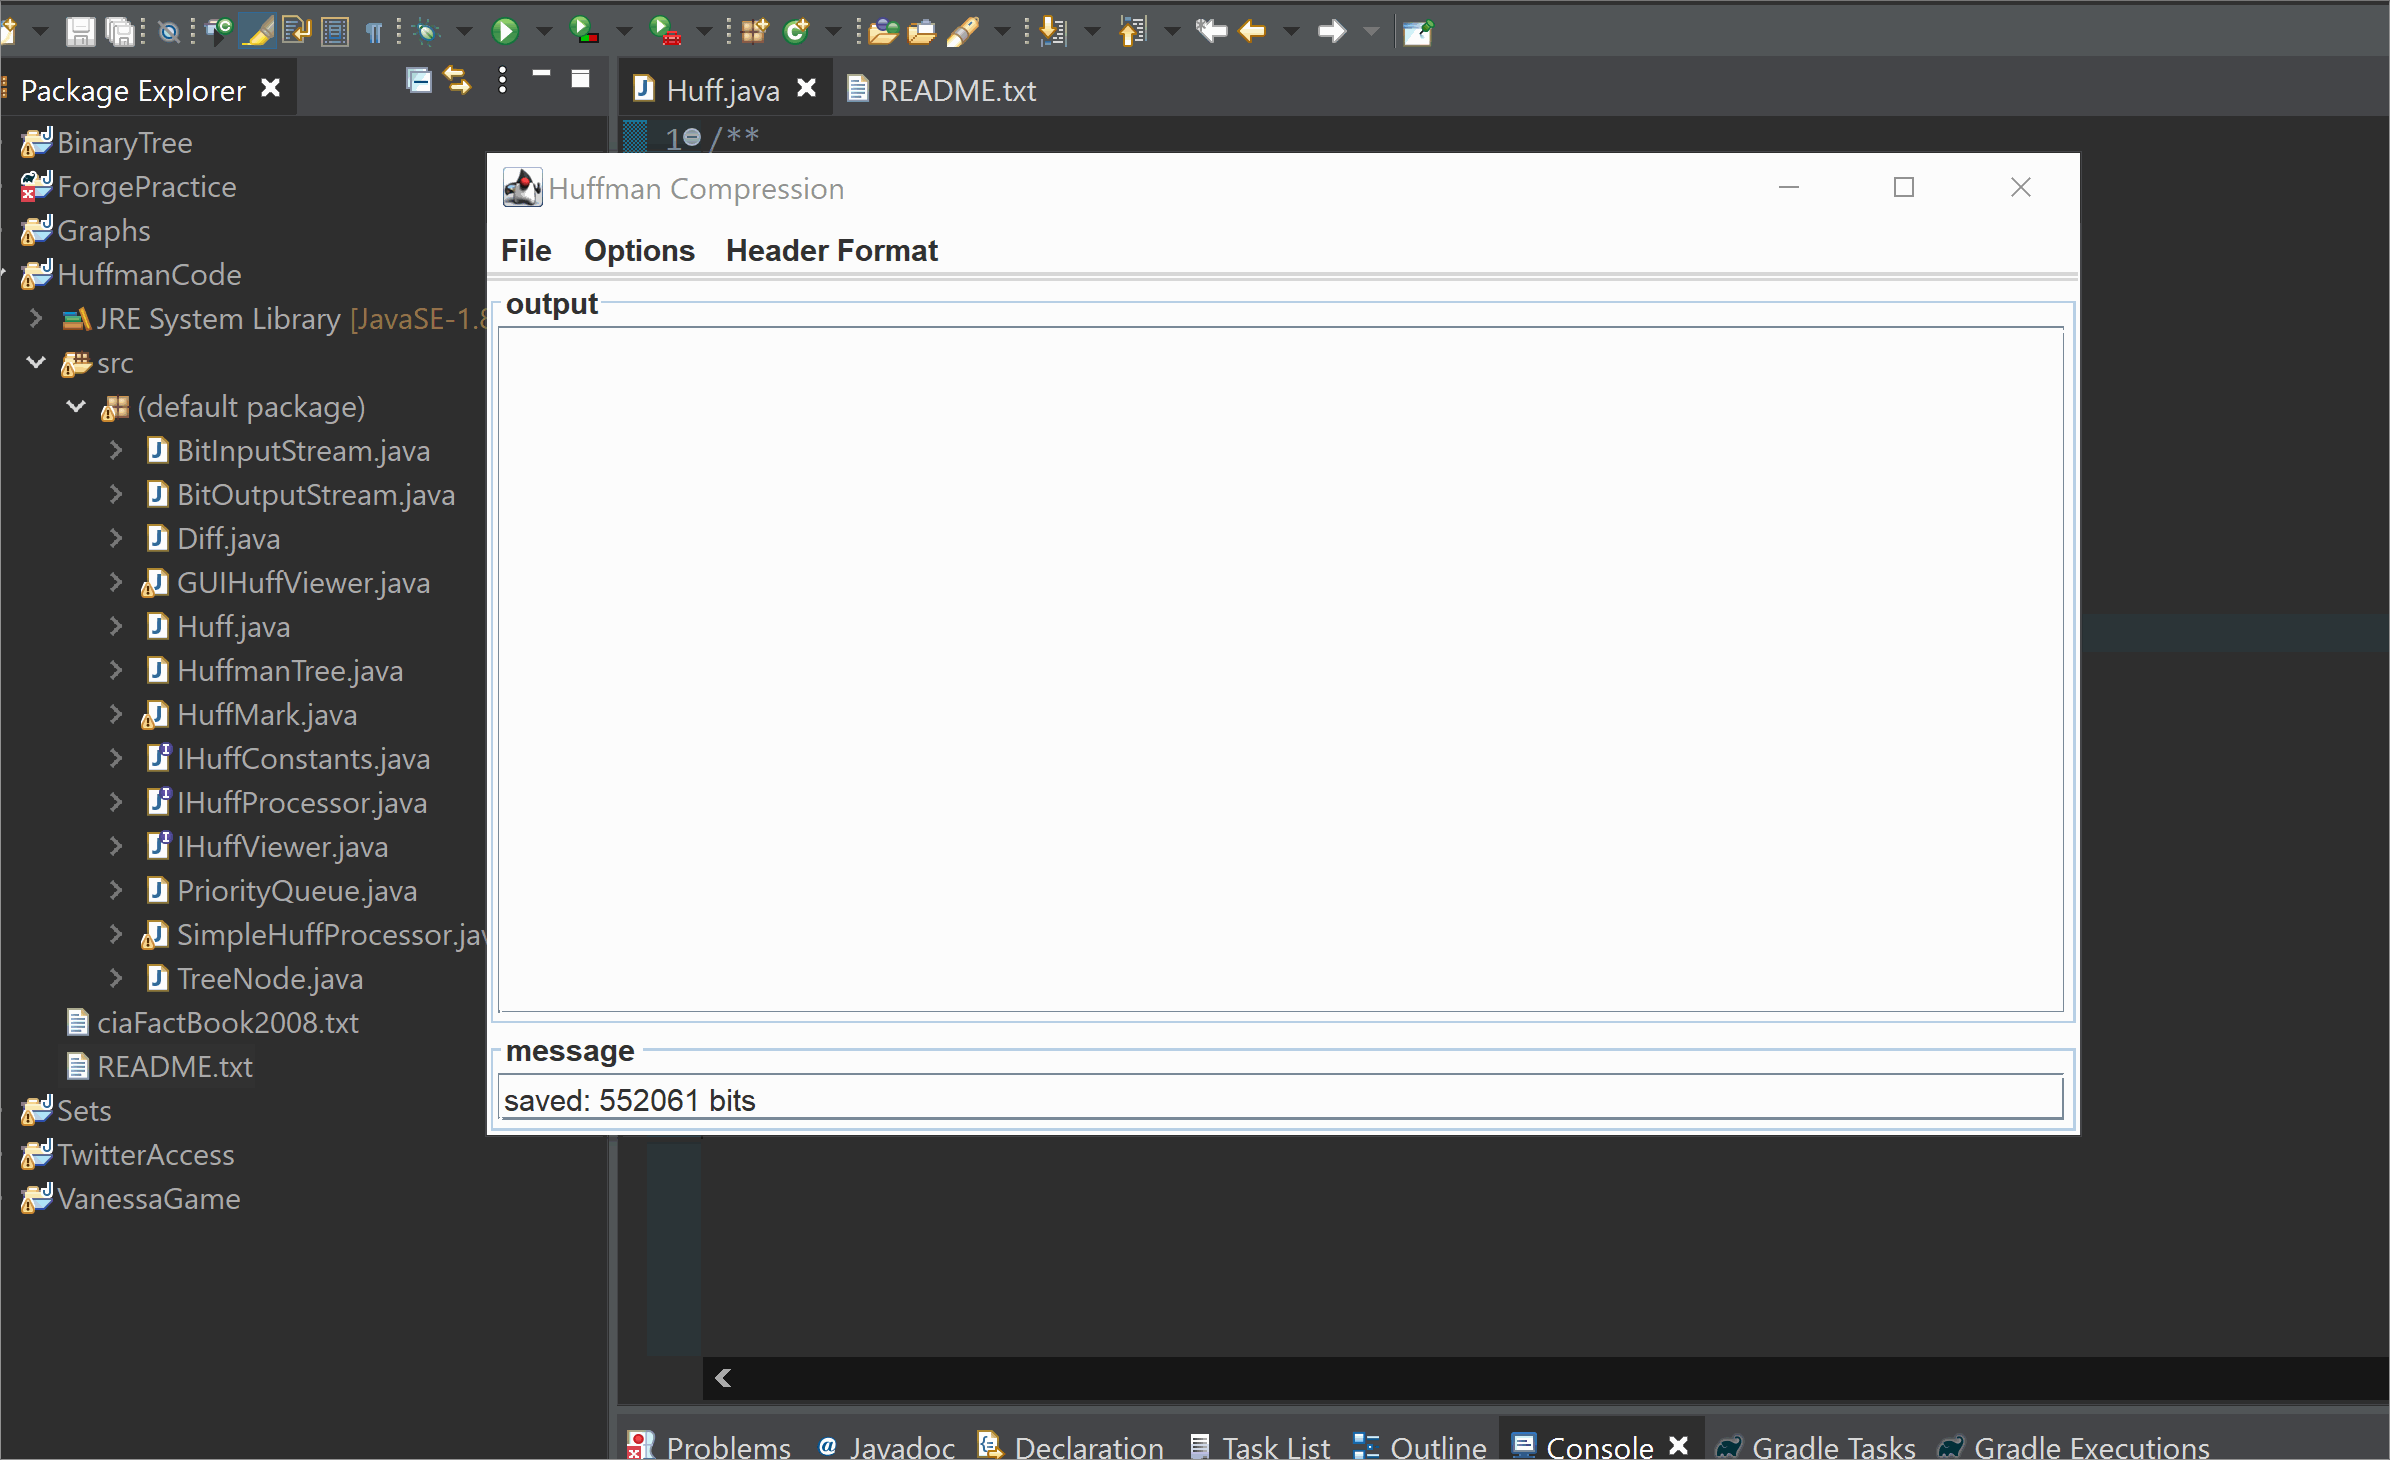 Package Explorer
BinaryTree
ForgePractice
Graphs
HuffmanCode
JRE System Library [JavaSE-1.8
src
(default package)
BitInputStream.java
BitOutputStream.java
Diff.java
GUIHuffViewer.java
Huff.java
HuffmanTree.java
HuffMark.java
IHuffConstants.java
IHuffProcessor.java
IHuffViewer.java
PriorityQueue.java
SimpleHuffProcessor.jav
TreeNode.java
ciaFactBook2008.txt
README.txt
Sets
TwitterAccess
VanessaGame
Huff.java README.txt
1 /**
Huffman Compression
File Options Header Format
output
message
saved: 552061 bits
Problems Javadoc Declaration Task List Outline Console Gradle Tasks Gradle Executions